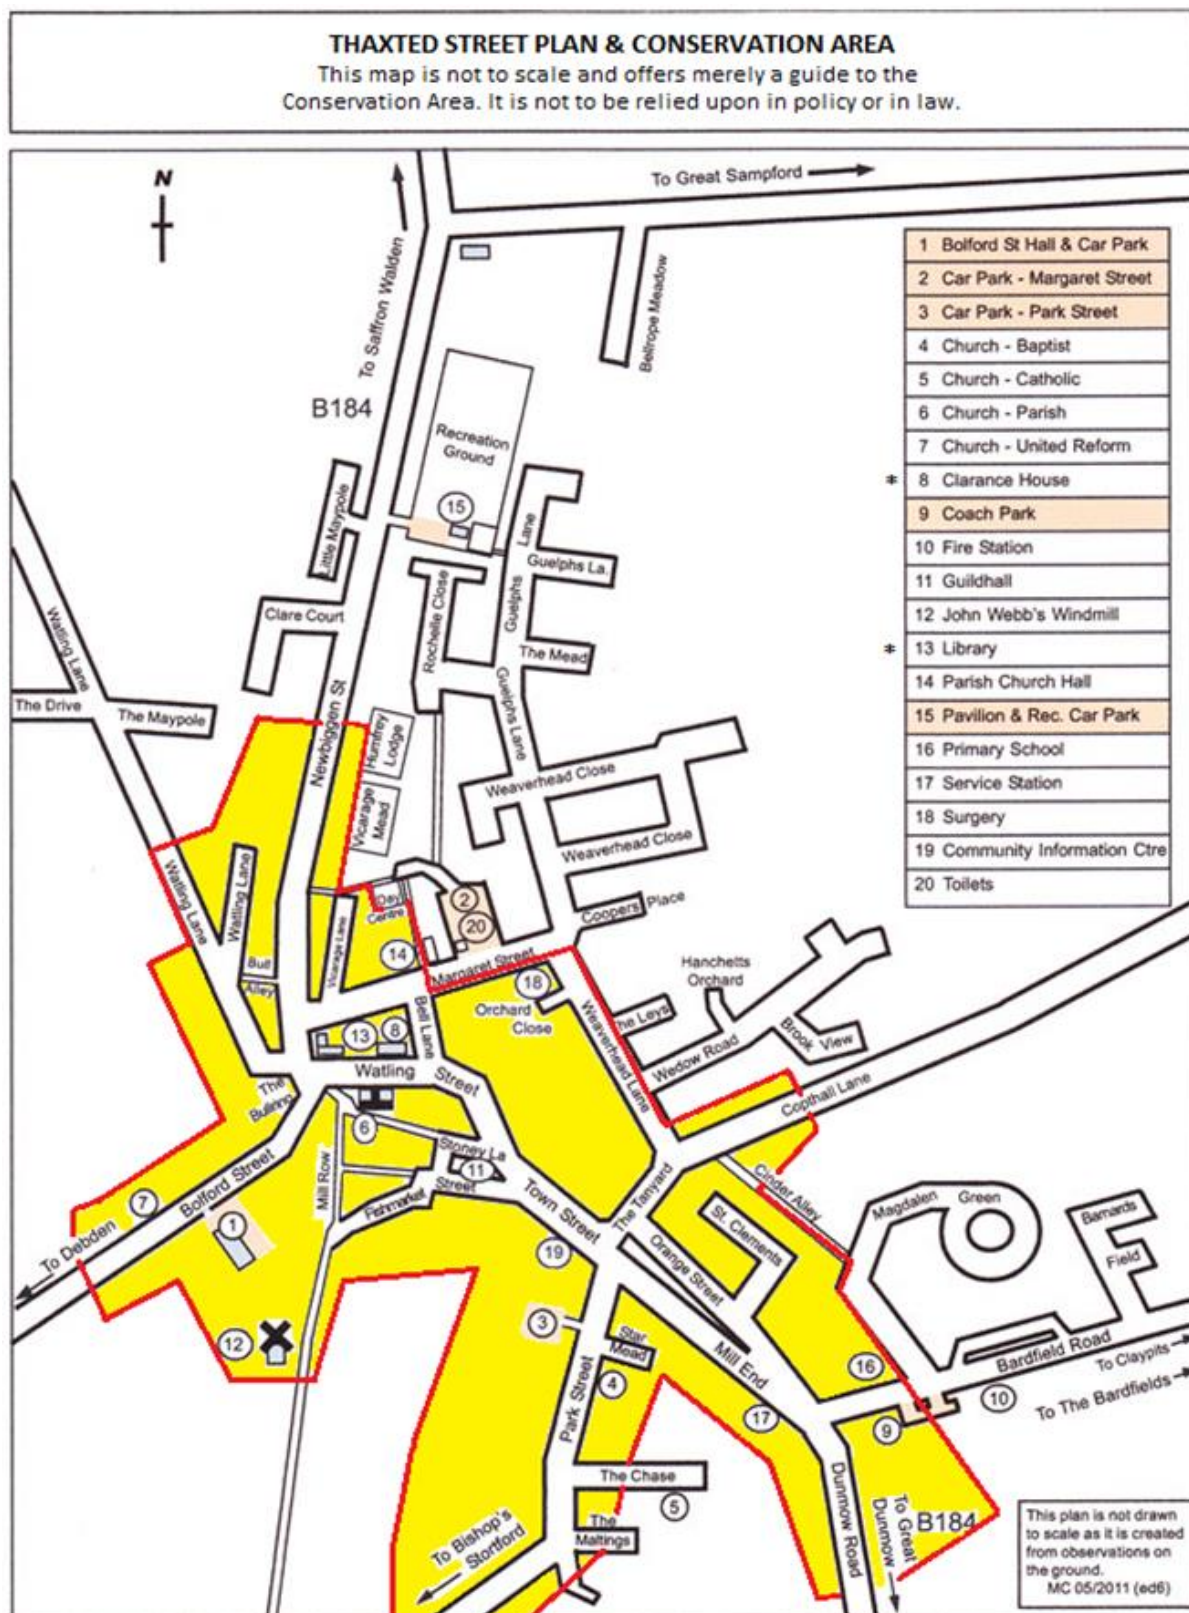 THAXTED STREET PLAN & CONSERVATION AREA
This map is not to scale and offers merely a guide to the
Conservation Area. It is not to be relied upon in policy or in law.
N
To Great Sampford
To Saffron Walden
Bellrope Meadow
B184
Recreation
Ground
15
Little Maypole
Guelphs
Lane
Guelphs La.
Clare Court
Rochelle Close
The Mead
Watling Lane
The Drive
The Maypole
Newbiggen St
Guelphs Lane
Humfrey
Lodge
Vicarage
Mead
Weaverhead Close
Weaverhead Close
Watling Lane
Watling Lane
Day
Centre
2
20
Coopers Place
Bull
Alley
Vicarage Lane
14
Margaret Street
18
Orchard
Close
Hanchetts
Orchard
The Leys
Wedow Road
Brook
View
Weaverhead Lane
Copthall Lane
13
8
Bell Lane
Watling
Street
The
Bullring
6
Stoney La
11
Fishmarket
Street
Mill Row
Bolford Street
7
To Debden
1
12
Town Street
19
The Tanyard
Cinder Alley
St. Clements
Orange Street
Magdalen
Green
Barnards
Field
3
Star
Mead
4
Mill End
Park Street
16
17
9
10
Bardfield Road
To Claypits
To The Bardfields
The Chase
5
The
Maltings
To Bishop's
Stortford
Dunmow Road
To Great
Dunmow
B184
1 Bolford St Hall & Car Park
2 Car Park - Margaret Street
3 Car Park - Park Street
4 Church - Baptist
5 Church - Catholic
6 Church - Parish
7 Church - United Reform
* 8 Clarance House
9 Coach Park
10 Fire Station
11 Guildhall
12 John Webb's Windmill
* 13 Library
14 Parish Church Hall
15 Pavilion & Rec. Car Park
16 Primary School
17 Service Station
18 Surgery
19 Community Information Ctre
20 Toilets
This plan is not drawn
to scale as it is created
from observations on
the ground.
MC 05/2011 (ed6)